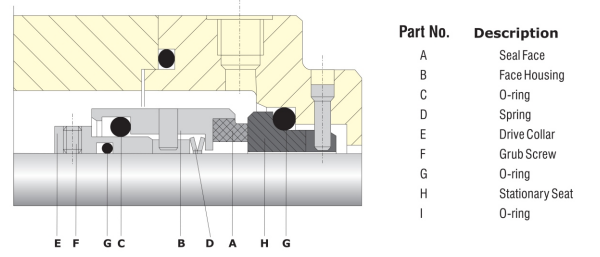 Part No. Description
A Seal Face
B Face Housing
C O-ring
D Spring
E Drive Collar
F Grub Screw
G O-ring
H Stationary Seat
I O-ring
E F G C B D A H G